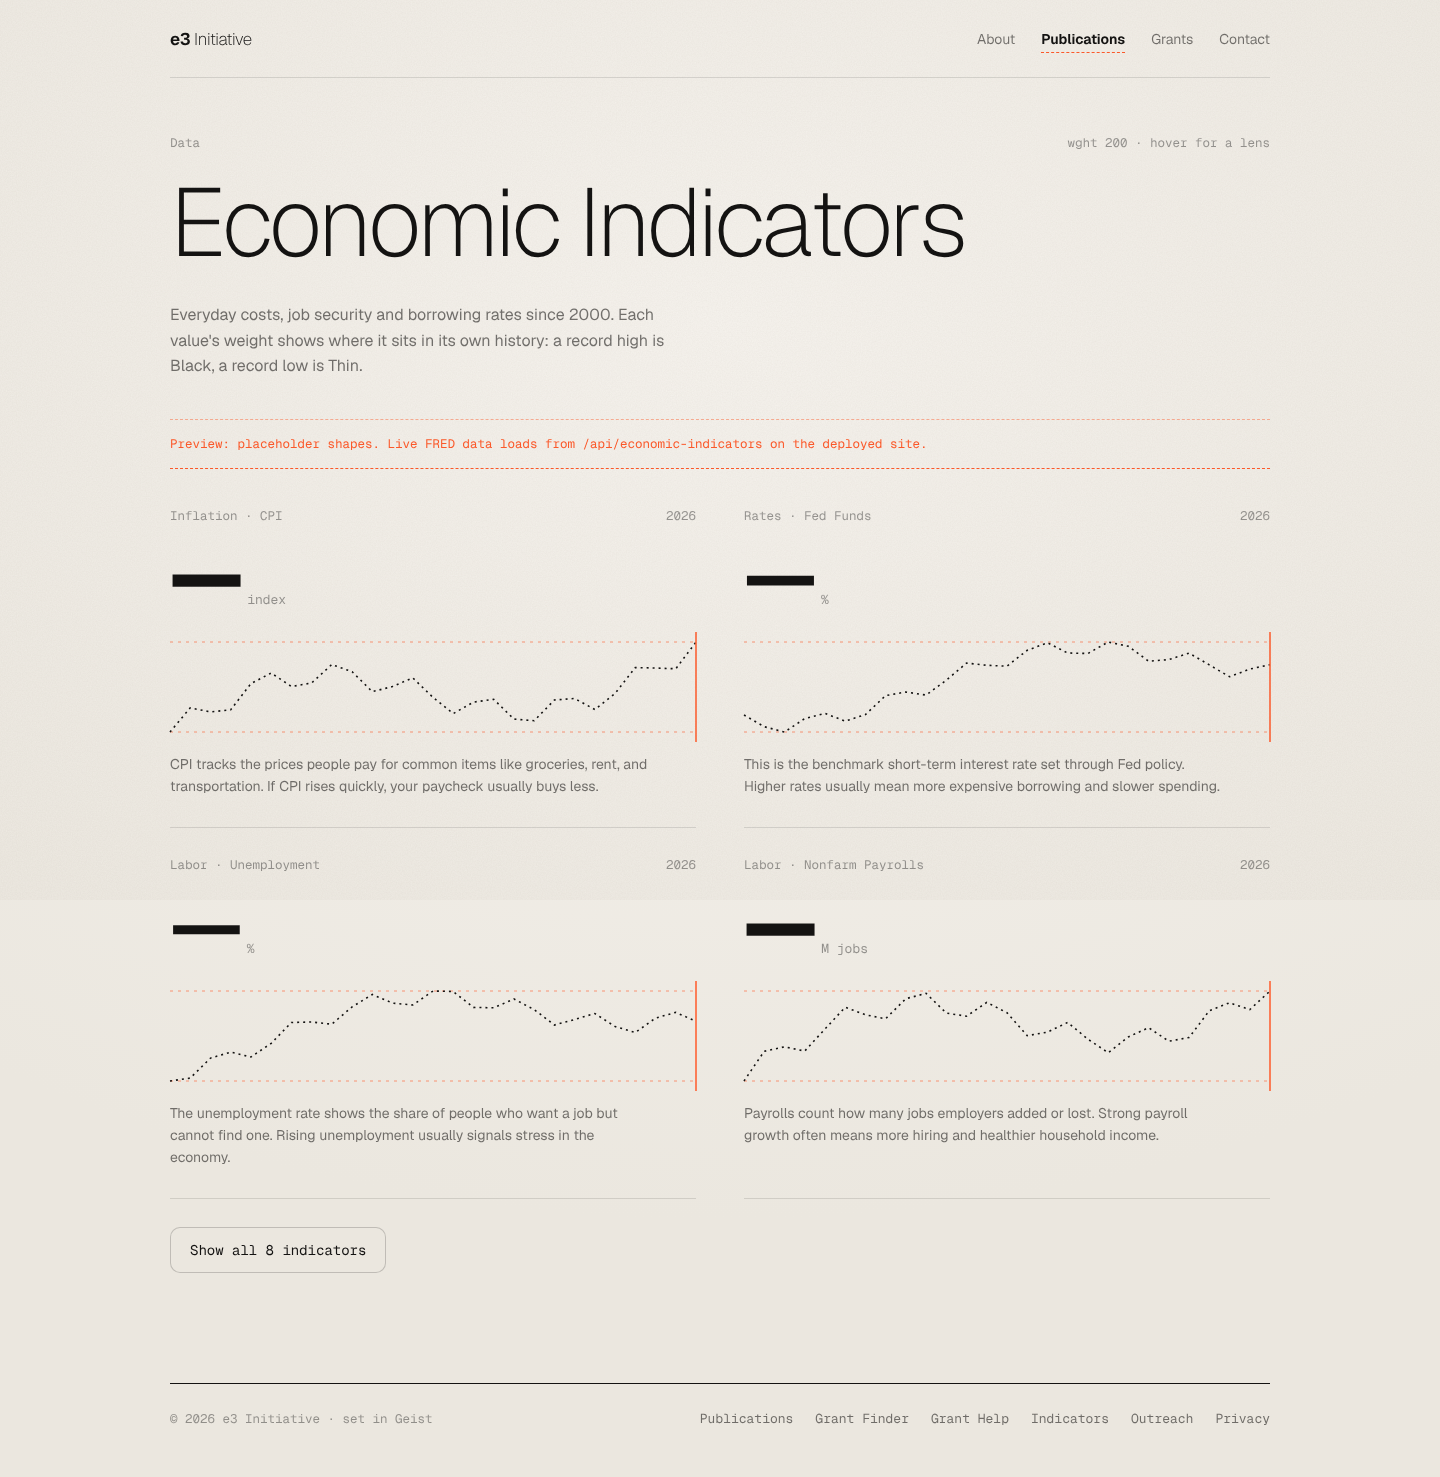 e3 Initiative
About Publications Grants Contact
Data
wght 200 · hover for a lens
Economic Indicators
Everyday costs, job security and borrowing rates since 2000. Each
value's weight shows where it sits in its own history: a record high is
Black, a record low is Thin.
Preview: placeholder shapes. Live FRED data loads from /api/economic-indicators on the deployed site.
Inflation · CPI
2026
—
index
CPI tracks the prices people pay for common items like groceries, rent, and
transportation. If CPI rises quickly, your paycheck usually buys less.
Rates · Fed Funds
2026
—
%
This is the benchmark short-term interest rate set through Fed policy.
Higher rates usually mean more expensive borrowing and slower spending.
Labor · Unemployment
2026
—
%
The unemployment rate shows the share of people who want a job but
cannot find one. Rising unemployment usually signals stress in the
economy.
Labor · Nonfarm Payrolls
2026
—
M jobs
Payrolls count how many jobs employers added or lost. Strong payroll
growth often means more hiring and healthier household income.
Show all 8 indicators
© 2026 e3 Initiative · set in Geist
Publications Grant Finder Grant Help Indicators Outreach Privacy